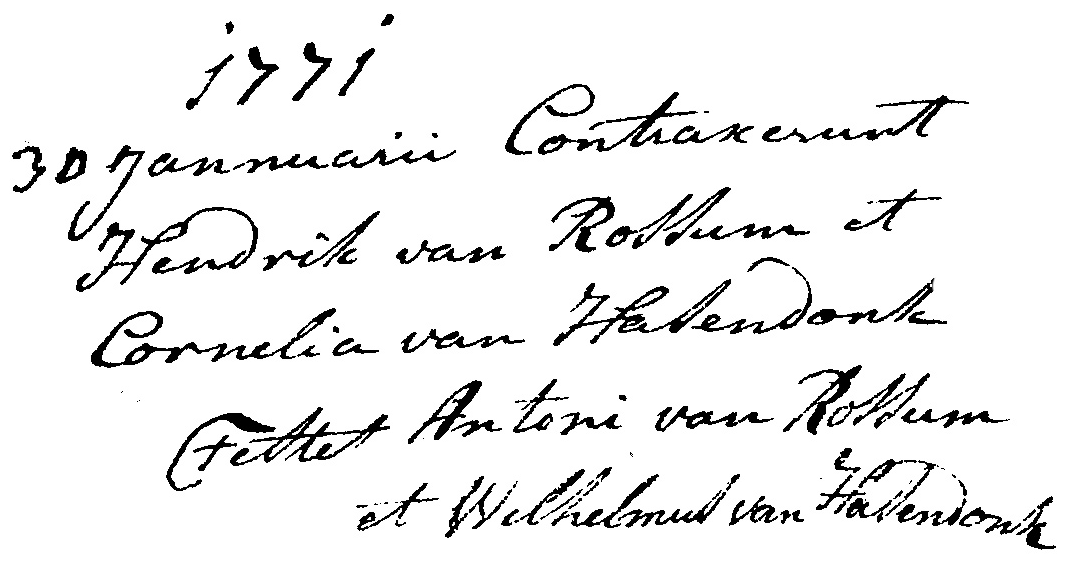 1771
30 Jannuarii Contraxerunt
Hendrik van Rossum et
Cornelia van Hasendonk
Testes Antoni van Rossum
et Wilhelmus van Hasendonk